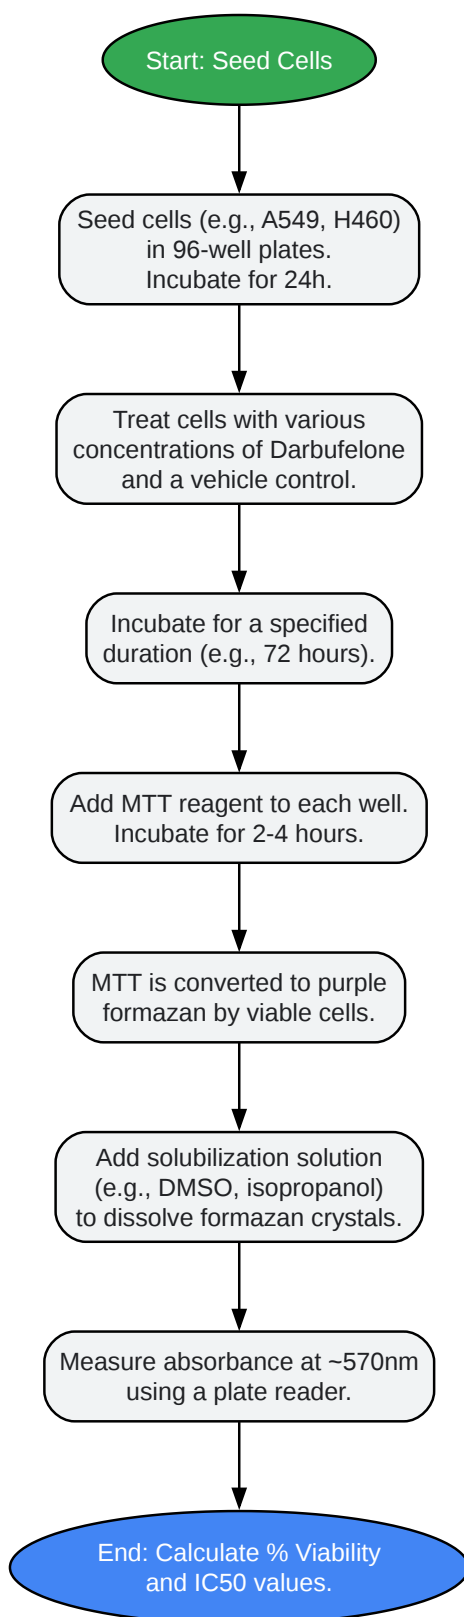 Start: Seed Cells
Seed cells (e.g., A549, H460)
in 96-well plates.
Incubate for 24h.
Treat cells with various
concentrations of Darbufelone
and a vehicle control.
Incubate for a specified
duration (e.g., 72 hours).
Add MTT reagent to each well.
Incubate for 2-4 hours.
MTT is converted to purple
formazan by viable cells.
Add solubilization solution
(e.g., DMSO, isopropanol)
to dissolve formazan crystals.
Measure absorbance at ~570nm
using a plate reader.
End: Calculate % Viability
and IC50 values.